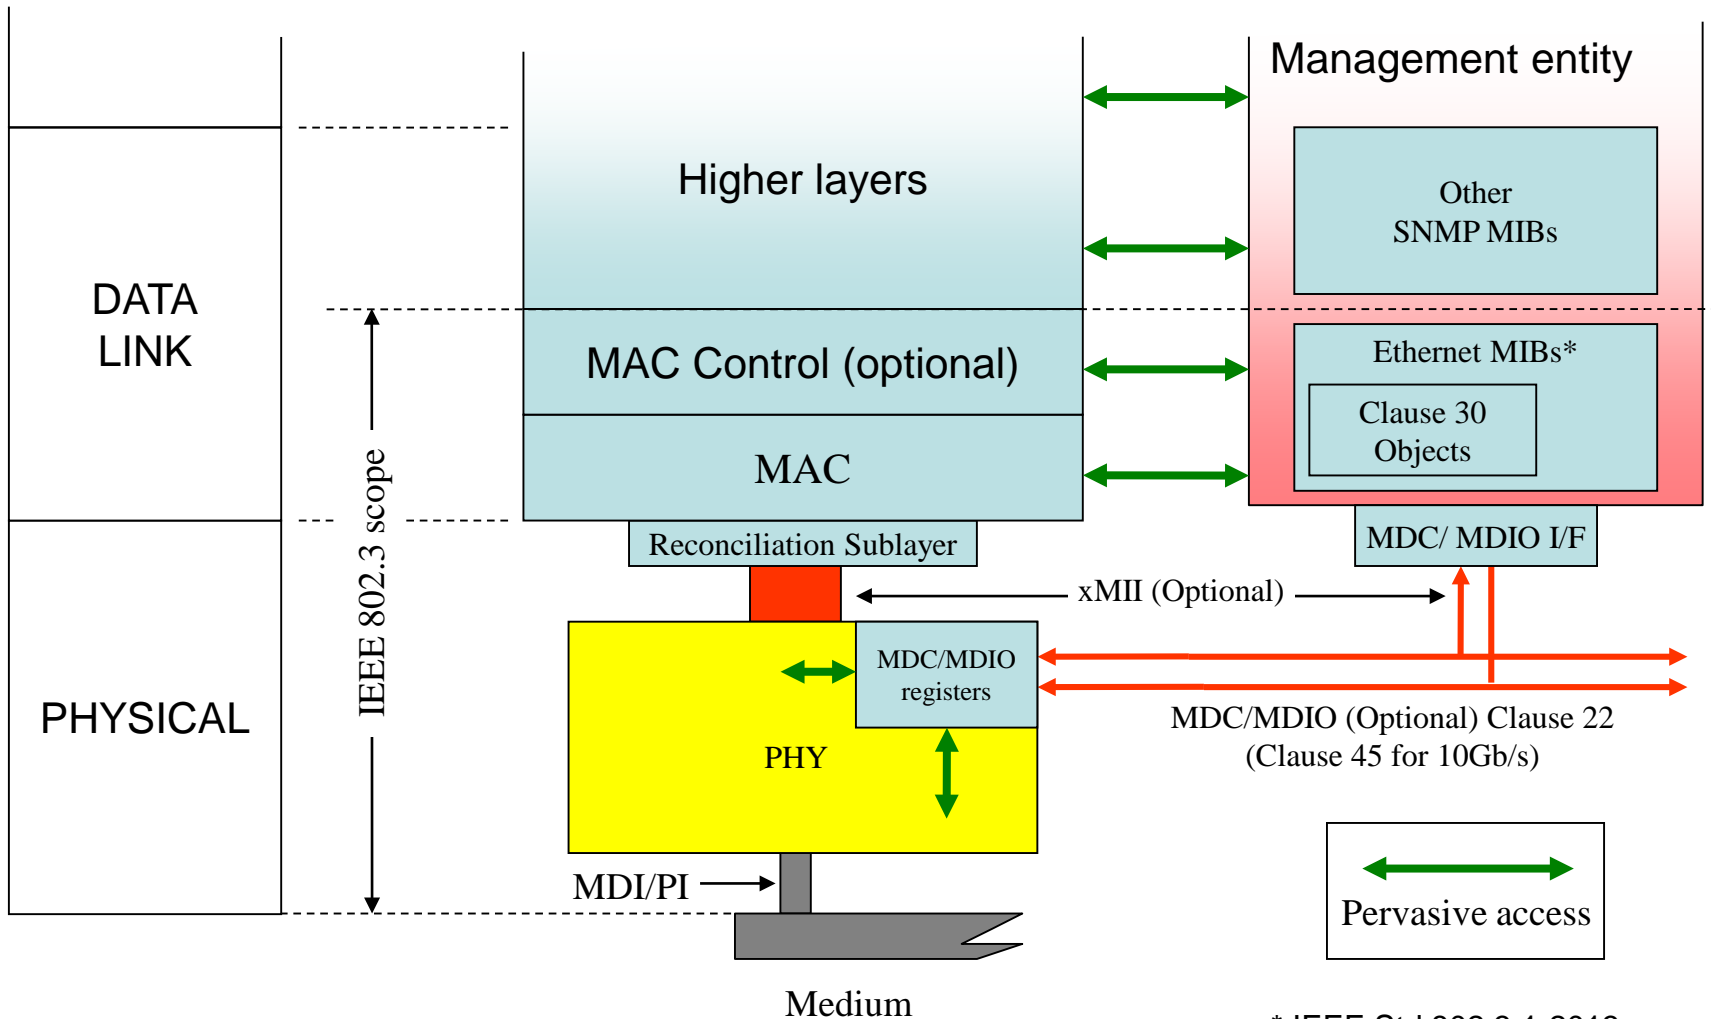 Management entity
Higher layers
Other
SNMP MIBs
DATA
LINK
MAC Control (optional)
Ethernet MIBs*
Clause 30
Objects
MAC
IEEE 802.3 scope
Reconciliation Sublayer
MDC/ MDIO I/F
xMII (Optional)
MDC/MDIO
registers
PHYSICAL
PHY
MDC/MDIO (Optional) Clause 22
(Clause 45 for 10Gb/s)
MDI/PI
Pervasive access
Medium